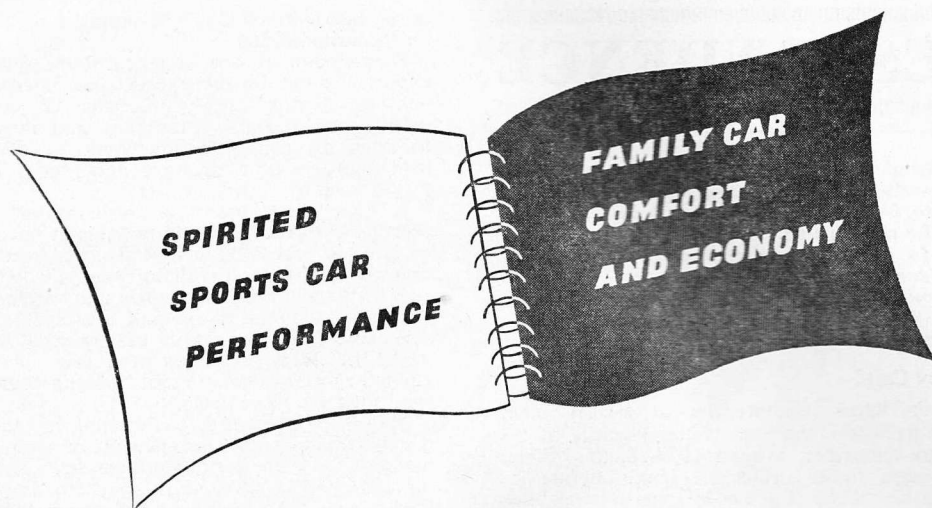 SPIRITED
SPORTS CAR
PERFORMANCE
FAMILY CAR
COMFORT
AND ECONOMY